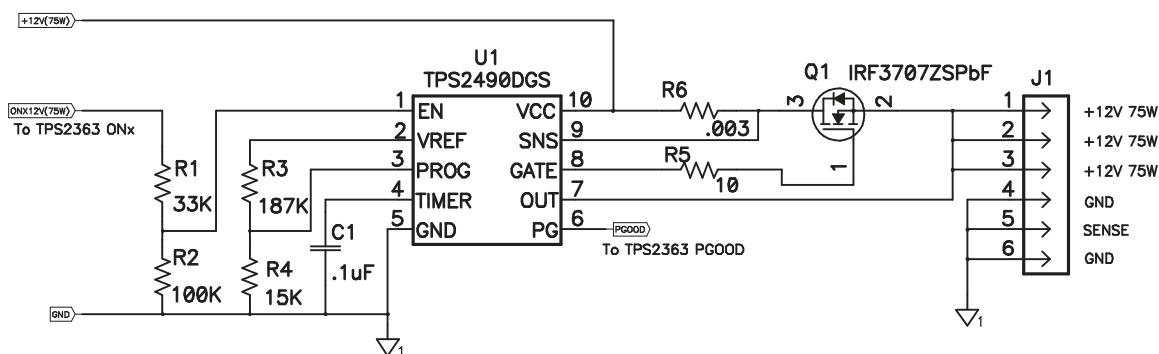 +12V(75W)
U1
TPS2490DGS
Q1 IRF3707ZSPbF
J1
ONX12V(75W)
To TPS2363 ONx
1 EN
2 VREF
3 PROG
4 TIMER
5 GND
VCC 10
SNS 9
GATE 8
OUT 7
PG 6
R6
.003
R5
10
3
2
1
1 +12V 75W
2 +12V 75W
3 +12V 75W
4 GND
5 SENSE
6 GND
R1
33K
R3
187K
C1
.1uF
R2
100K
R4
15K
PGOOD
To TPS2363 PGOOD
GND
1
1